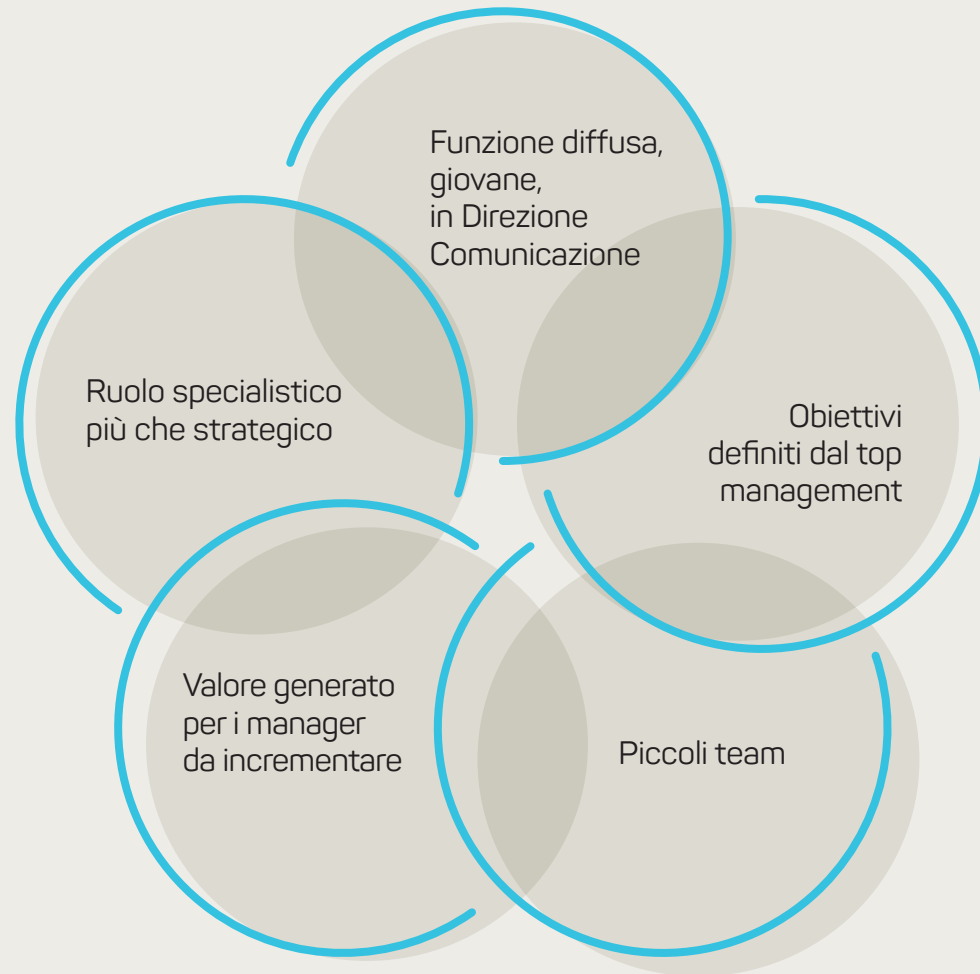 Funzione diffusa,
giovane,
in Direzione
Comunicazione
Ruolo specialistico
più che strategico
Obiettivi
definiti dal top
management
Valore generato
per i manager
da incrementare
Piccoli team